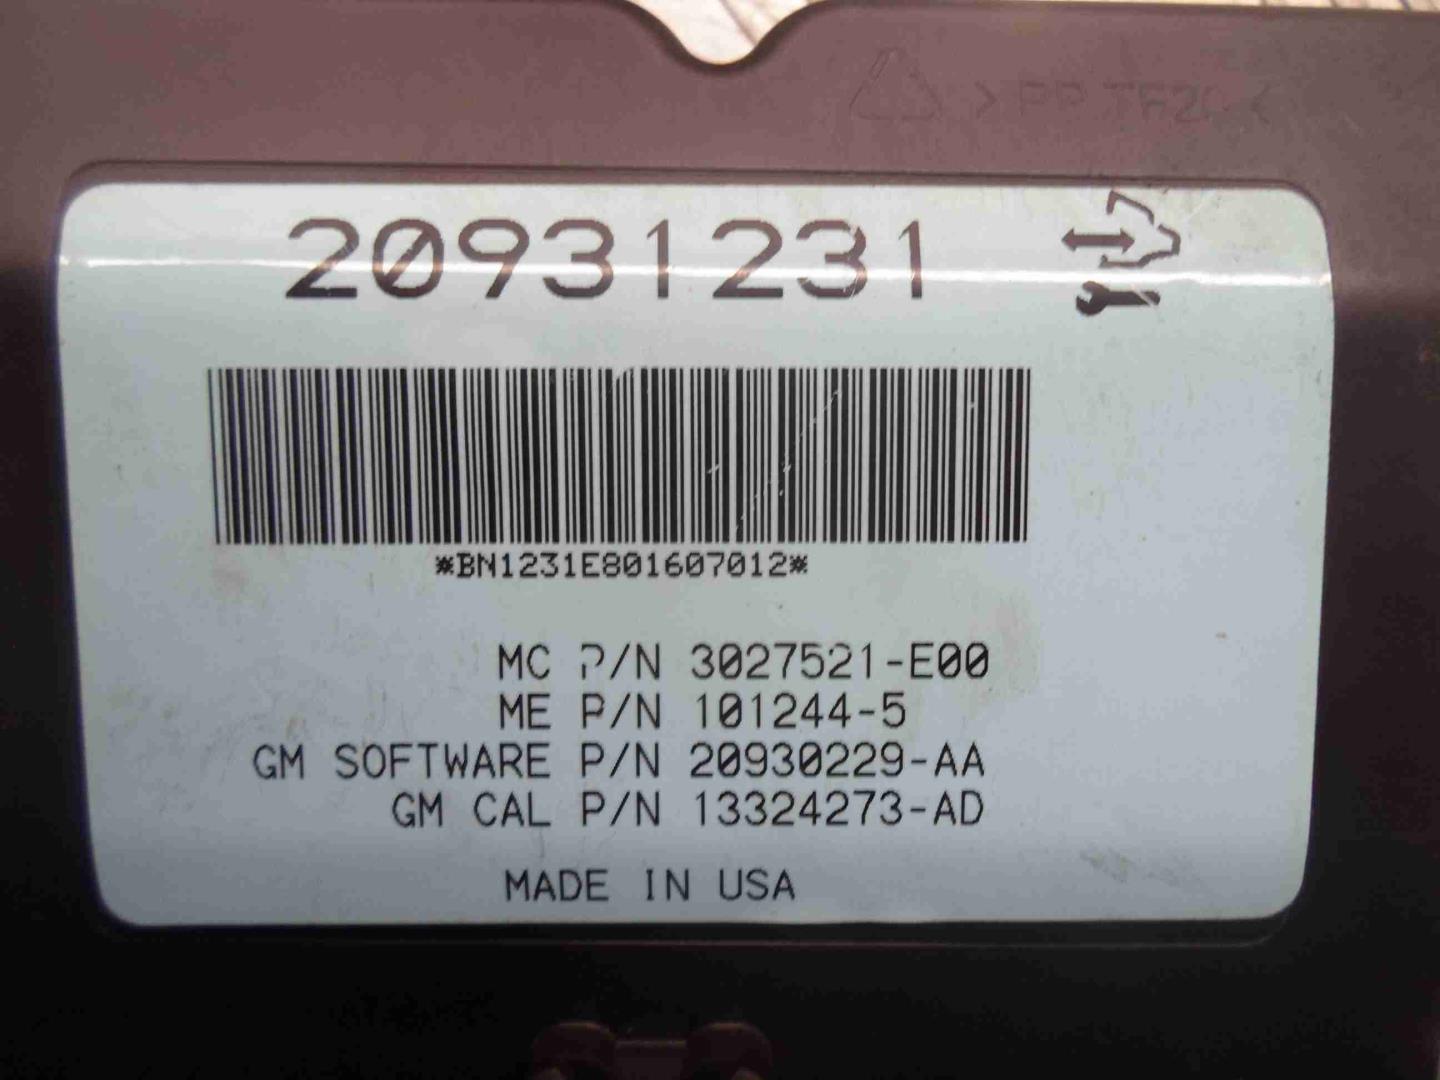 20931231
*BN1231E801607012*
MC P/N 3027521-E00
ME P/N 101244-5
GM SOFTWARE P/N 20930229-AA
GM CAL P/N 13324273-AD
MADE IN USA